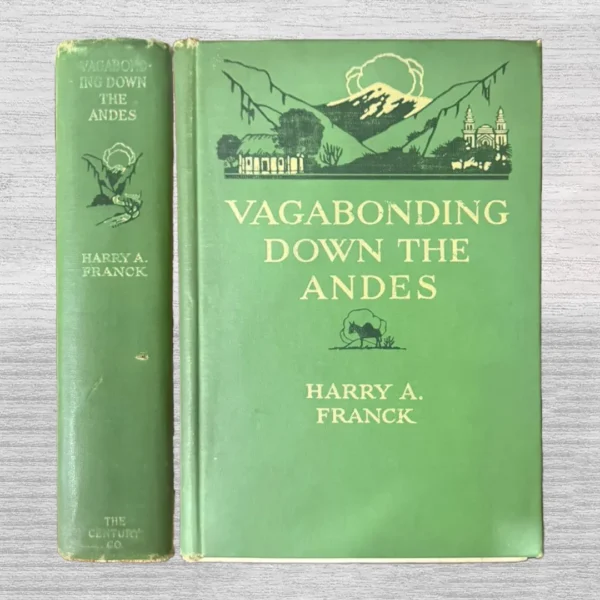 VAGABOND-
ING DOWN
THE
ANDES
HARRY A.
FRANCK
THE
CENTURY
CO
VAGABONDING
DOWN THE
ANDES
HARRY A.
FRANCK